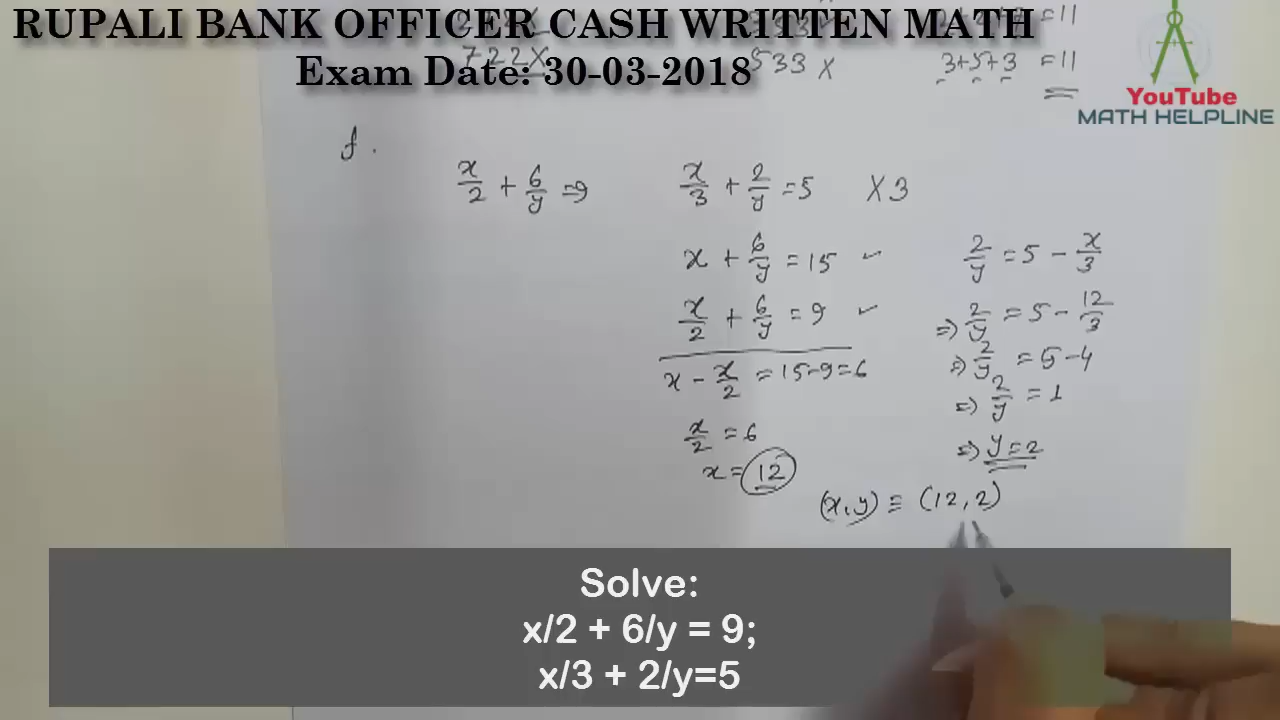 RUPALI BANK OFFICER CASH WRITTEN MATH
Exam Date: 30-03-2018
YouTube
MATH HELPLINE
722X
533 X
=11
3+5+3 =11
f.
x/2 + 6/y = 9
x/3 + 2/y = 5 X3
x + 6/y = 15
x/2 + 6/y = 9
x - x/2 = 15-9=6
x/2 = 6
x = 12
2/y = 5 - x/3
=> 2/y = 5 - 12/3
=> 2/y = 5-4
=> 2/y = 1
=> y=2
(x,y) ≡ (12,2)
Solve:
x/2 + 6/y = 9;
x/3 + 2/y=5